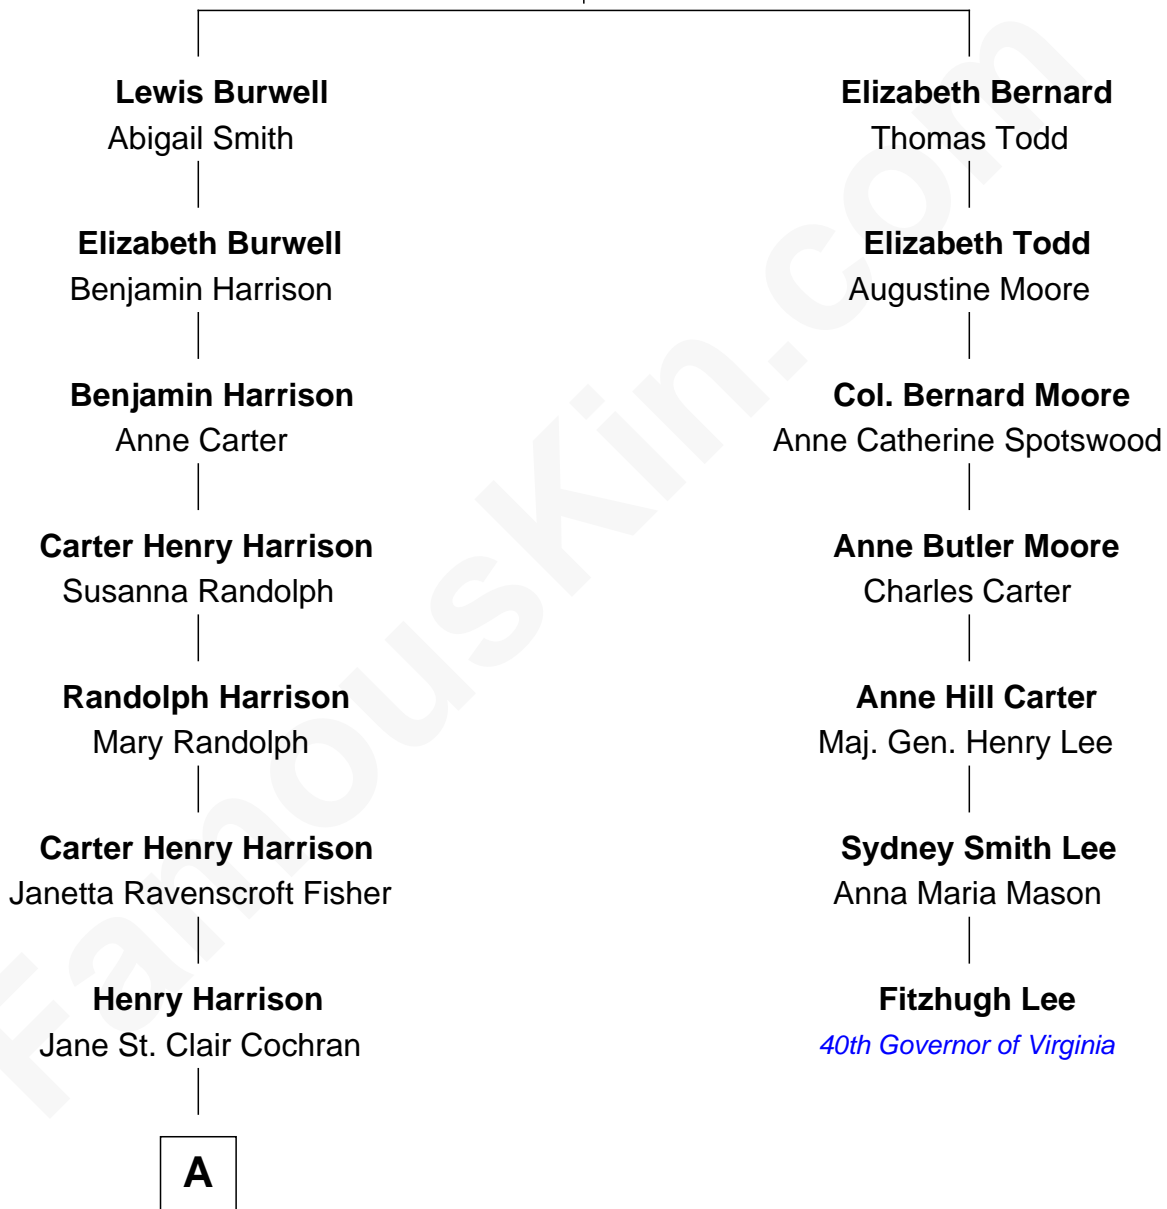 Lewis Burwell
Abigail Smith
Elizabeth Burwell
Benjamin Harrison
Benjamin Harrison
Anne Carter
Carter Henry Harrison
Susanna Randolph
Randolph Harrison
Mary Randolph
Carter Henry Harrison
Janetta Ravenscroft Fisher
Henry Harrison
Jane St. Clair Cochran
A
Elizabeth Bernard
Thomas Todd
Elizabeth Todd
Augustine Moore
Col. Bernard Moore
Anne Catherine Spotswood
Anne Butler Moore
Charles Carter
Anne Hill Carter
Maj. Gen. Henry Lee
Sydney Smith Lee
Anna Maria Mason
Fitzhugh Lee
40th Governor of Virginia
FamousKin.com